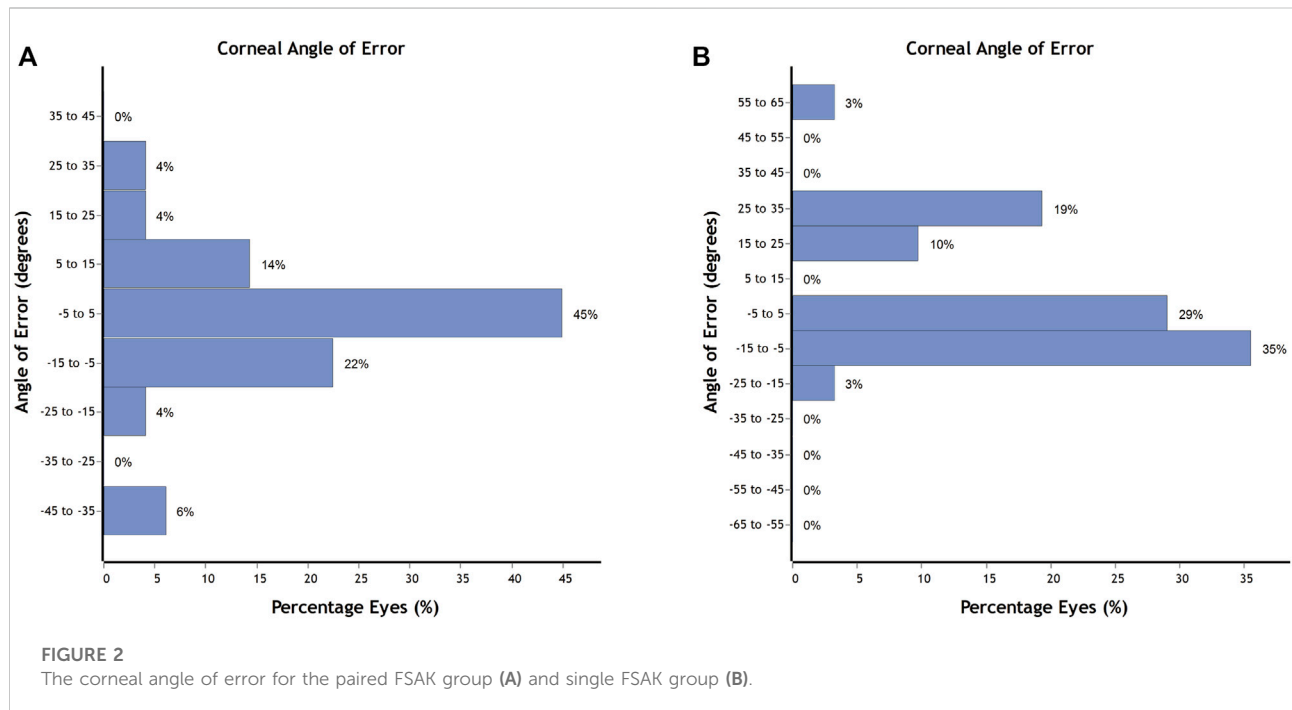 A
Corneal Angle of Error
Angle of Error (degrees)
35 to 45
0%
25 to 35
4%
15 to 25
4%
5 to 15
14%
-5 to 5
45%
-15 to -5
22%
-25 to -15
4%
-35 to -25
0%
-45 to -35
6%
0 5 10 15 20 25 30 35 40 45
Percentage Eyes (%)
B
Corneal Angle of Error
Angle of Error (degrees)
55 to 65
3%
45 to 55
0%
35 to 45
0%
25 to 35
19%
15 to 25
10%
5 to 15
0%
-5 to 5
29%
-15 to -5
35%
-25 to -15
3%
-35 to -25
0%
-45 to -35
0%
-55 to -45
0%
-65 to -55
0%
0 5 10 15 20 25 30 35
Percentage Eyes (%)
FIGURE 2
The corneal angle of error for the paired FSAK group (A) and single FSAK group (B).